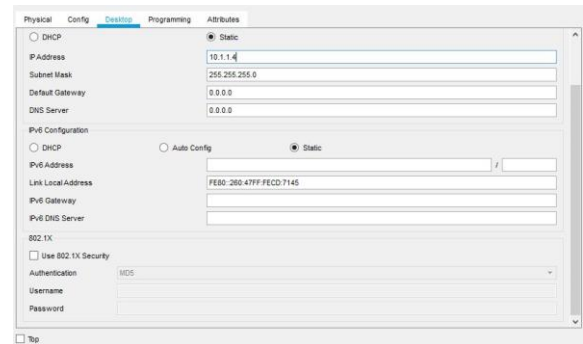 Physical Config Desktop Programming Attributes
DHCP Static
IP Address 10.1.1.4
Subnet Mask 255.255.255.0
Default Gateway 0.0.0.0
DNS Server 0.0.0.0
IPv6 Configuration
DHCP Auto Config Static
IPv6 Address /
Link Local Address FE80::260:47FF:FECD:7145
IPv6 Gateway
IPv6 DNS Server
802.1X
Use 802.1X Security
Authentication MD5
Username
Password
Top